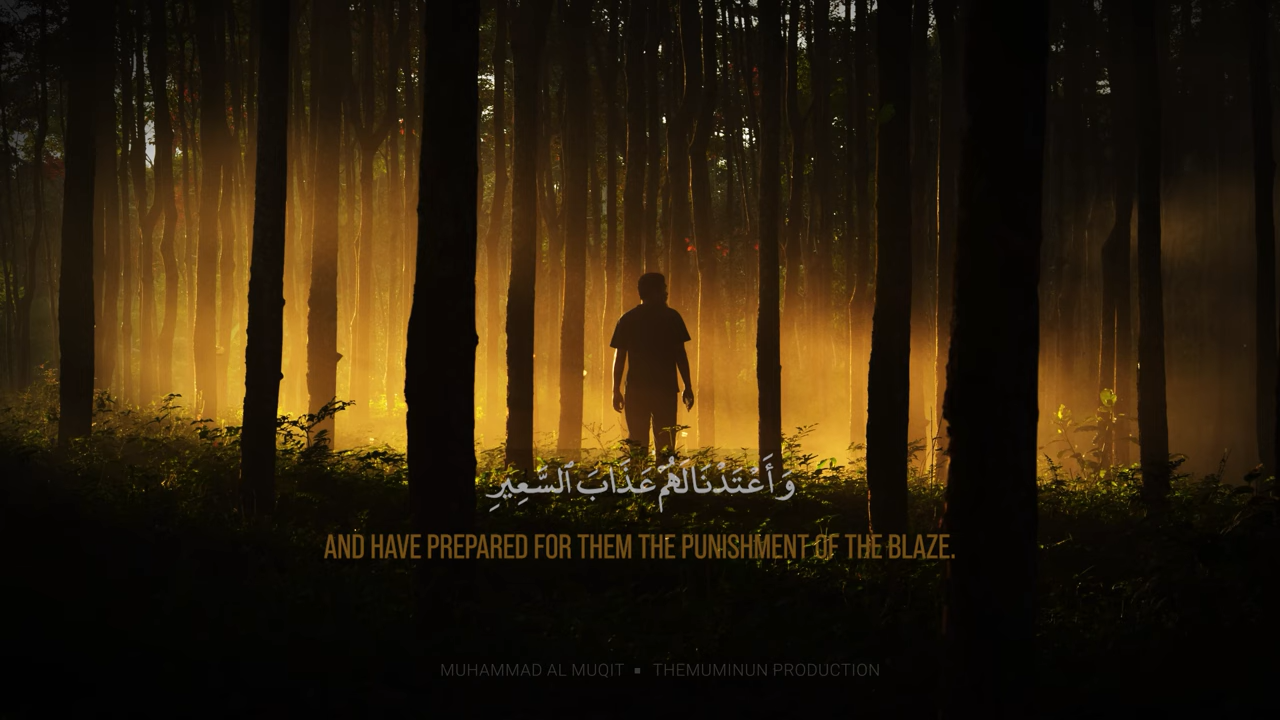 وَأَعْتَدْنَا لَهُمْ عَذَابَ ٱلسَّعِيرِ
AND HAVE PREPARED FOR THEM THE PUNISHMENT OF THE BLAZE.
MUHAMMAD AL MUQIT ▪ THEMUMINUN PRODUCTION